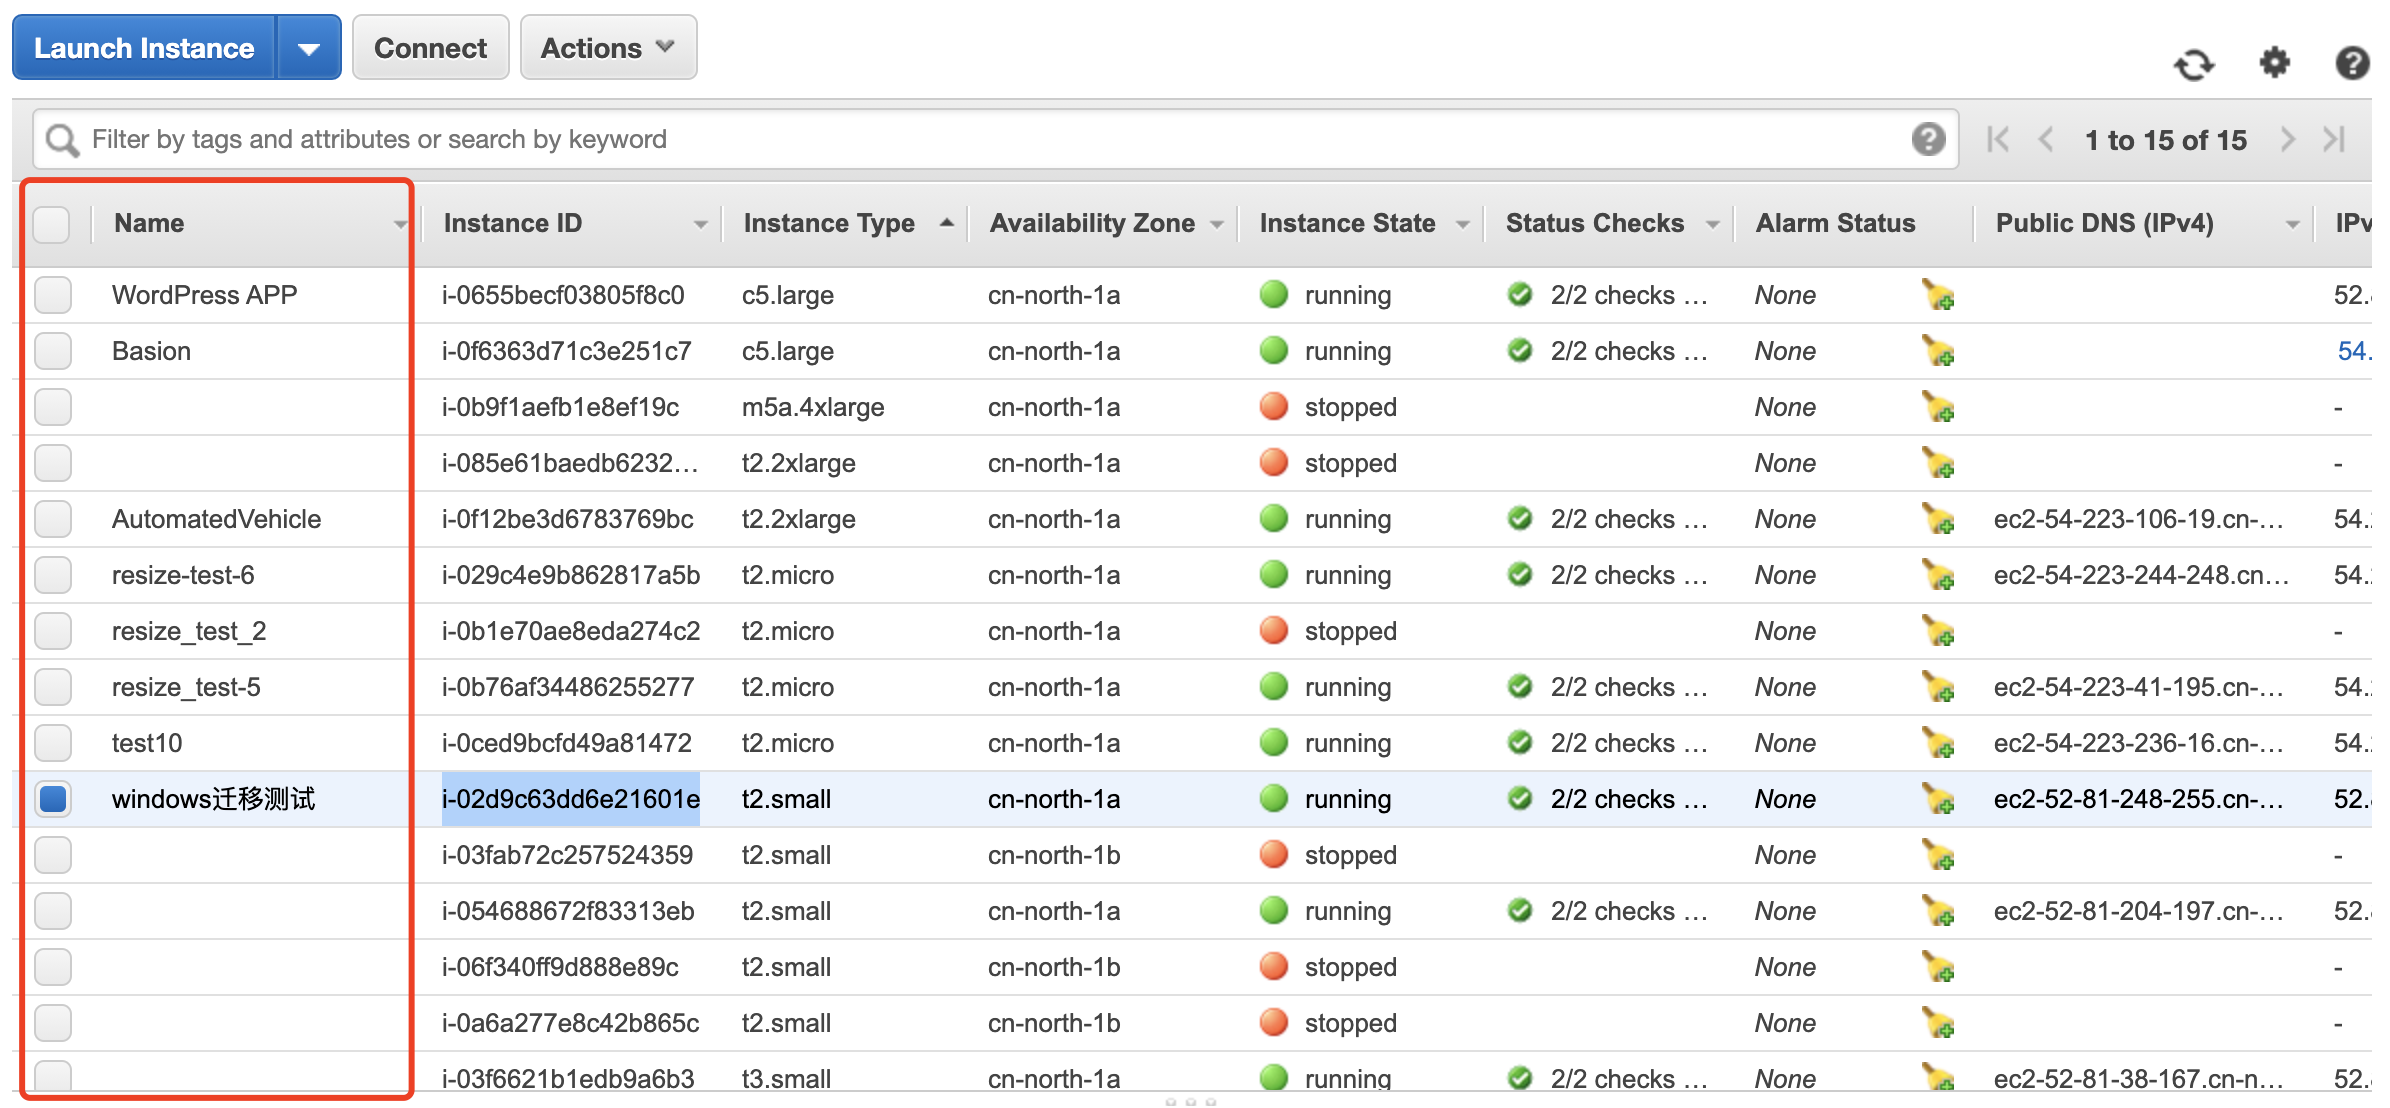 Launch Instance Connect Actions
Filter by tags and attributes or search by keyword 1 to 15 of 15
Name Instance ID Instance Type Availability Zone Instance State Status Checks Alarm Status Public DNS (IPv4) IPv
WordPress APP i-0655becf03805f8c0 c5.large cn-north-1a running 2/2 checks … None 52.
Basion i-0f6363d71c3e251c7 c5.large cn-north-1a running 2/2 checks … None 54.
i-0b9f1aefb1e8ef19c m5a.4xlarge cn-north-1a stopped None -
i-085e61baedb6232… t2.2xlarge cn-north-1a stopped None -
AutomatedVehicle i-0f12be3d6783769bc t2.2xlarge cn-north-1a running 2/2 checks … None ec2-54-223-106-19.cn-… 54.
resize-test-6 i-029c4e9b862817a5b t2.micro cn-north-1a running 2/2 checks … None ec2-54-223-244-248.cn… 54.
resize_test_2 i-0b1e70ae8eda274c2 t2.micro cn-north-1a stopped None -
resize_test-5 i-0b76af34486255277 t2.micro cn-north-1a running 2/2 checks … None ec2-54-223-41-195.cn-… 54.
test10 i-0ced9bcfd49a81472 t2.micro cn-north-1a running 2/2 checks … None ec2-54-223-236-16.cn-… 54.
windows迁移测试 i-02d9c63dd6e21601e t2.small cn-north-1a running 2/2 checks … None ec2-52-81-248-255.cn-… 52.
i-03fab72c257524359 t2.small cn-north-1b stopped None -
i-054688672f83313eb t2.small cn-north-1a running 2/2 checks … None ec2-52-81-204-197.cn-… 52.
i-06f340ff9d888e89c t2.small cn-north-1b stopped None -
i-0a6a277e8c42b865c t2.small cn-north-1b stopped None -
i-03f6621b1edb9a6b3 t3.small cn-north-1a running 2/2 checks … None ec2-52-81-38-167.cn-n… 52.